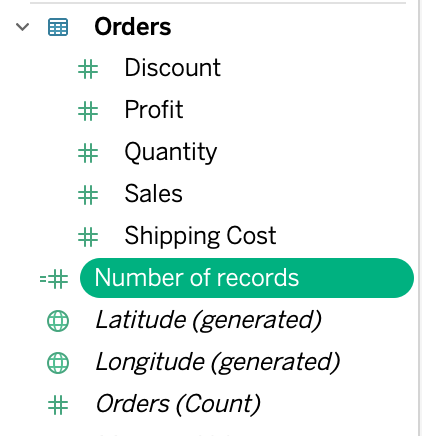 Orders
Discount
Profit
Quantity
Sales
Shipping Cost
Number of records
Latitude (generated)
Longitude (generated)
Orders (Count)